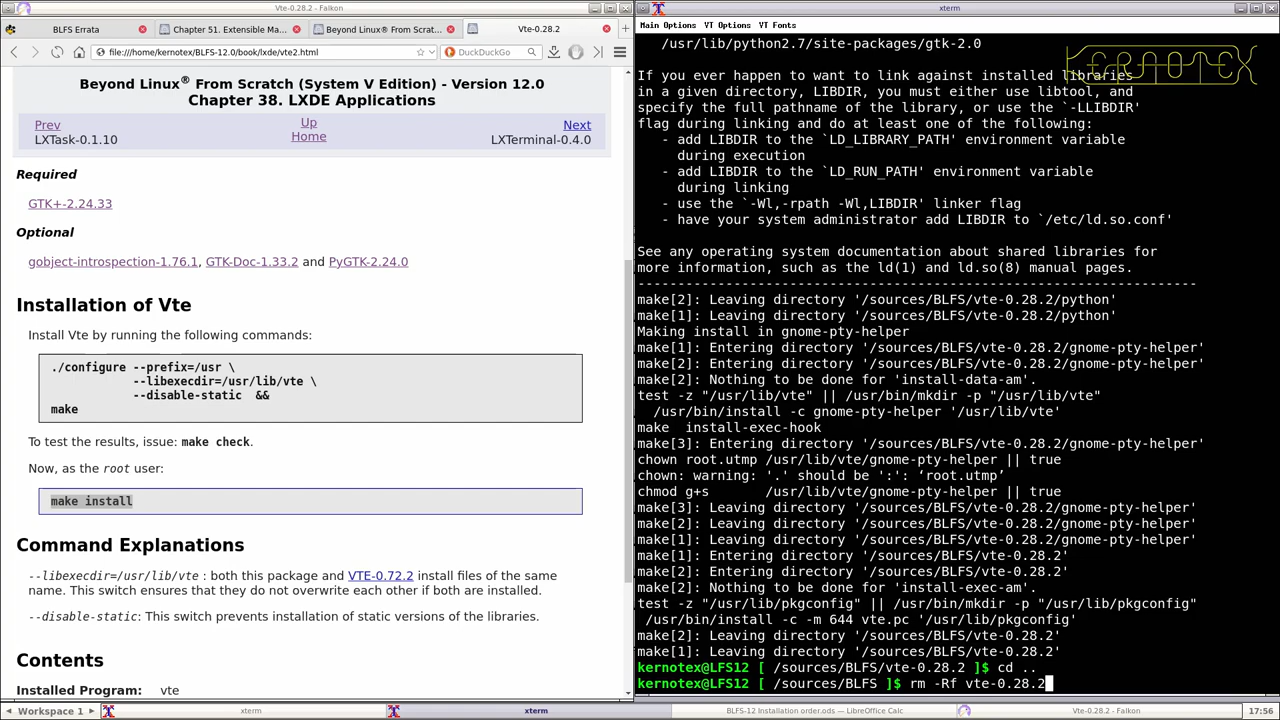 Vte-0.28.2 - Falkon
BLFS Errata
Chapter 51. Extensible Ma...
Beyond Linux® From Scrat...
Vte-0.28.2
file:///home/kernotex/BLFS-12.0/book/lxde/vte2.html
DuckDuckGo
Beyond Linux® From Scratch (System V Edition) - Version 12.0
Chapter 38. LXDE Applications
Prev Up Next
LXTask-0.1.10 Home LXTerminal-0.4.0
Required
GTK+-2.24.33
Optional
gobject-introspection-1.76.1, GTK-Doc-1.33.2 and PyGTK-2.24.0
Installation of Vte
Install Vte by running the following commands:
./configure --prefix=/usr \
--libexecdir=/usr/lib/vte \
--disable-static  &&
make
To test the results, issue: make check.
Now, as the root user:
make install
Command Explanations
--libexecdir=/usr/lib/vte : both this package and VTE-0.72.2 install files of the same
name. This switch ensures that they do not overwrite each other if both are installed.
--disable-static: This switch prevents installation of static versions of the libraries.
Contents
Installed Program: vte
xterm
Main Options VT Options VT Fonts
KERNOTEX
/usr/lib/python2.7/site-packages/gtk-2.0
If you ever happen to want to link against installed libraries
in a given directory, LIBDIR, you must either use libtool, and
specify the full pathname of the library, or use the `-LLIBDIR'
flag during linking and do at least one of the following:
- add LIBDIR to the `LD_LIBRARY_PATH' environment variable
during execution
- add LIBDIR to the `LD_RUN_PATH' environment variable
during linking
- use the `-Wl,-rpath -Wl,LIBDIR' linker flag
- have your system administrator add LIBDIR to `/etc/ld.so.conf'
See any operating system documentation about shared libraries for
more information, such as the ld(1) and ld.so(8) manual pages.
----------------------------------------------------------------------
make[2]: Leaving directory '/sources/BLFS/vte-0.28.2/python'
make[1]: Leaving directory '/sources/BLFS/vte-0.28.2/python'
Making install in gnome-pty-helper
make[1]: Entering directory '/sources/BLFS/vte-0.28.2/gnome-pty-helper'
make[2]: Entering directory '/sources/BLFS/vte-0.28.2/gnome-pty-helper'
make[2]: Nothing to be done for 'install-data-am'.
test -z "/usr/lib/vte" || /usr/bin/mkdir -p "/usr/lib/vte"
/usr/bin/install -c gnome-pty-helper '/usr/lib/vte'
make  install-exec-hook
make[3]: Entering directory '/sources/BLFS/vte-0.28.2/gnome-pty-helper'
chown root.utmp /usr/lib/vte/gnome-pty-helper || true
chown: warning: '.' should be ':': ‘root.utmp’
chmod g+s      /usr/lib/vte/gnome-pty-helper || true
make[3]: Leaving directory '/sources/BLFS/vte-0.28.2/gnome-pty-helper'
make[2]: Leaving directory '/sources/BLFS/vte-0.28.2/gnome-pty-helper'
make[1]: Leaving directory '/sources/BLFS/vte-0.28.2/gnome-pty-helper'
make[1]: Entering directory '/sources/BLFS/vte-0.28.2'
make[2]: Entering directory '/sources/BLFS/vte-0.28.2'
make[2]: Nothing to be done for 'install-exec-am'.
test -z "/usr/lib/pkgconfig" || /usr/bin/mkdir -p "/usr/lib/pkgconfig"
/usr/bin/install -c -m 644 vte.pc '/usr/lib/pkgconfig'
make[2]: Leaving directory '/sources/BLFS/vte-0.28.2'
make[1]: Leaving directory '/sources/BLFS/vte-0.28.2'
kernotex@LFS12 [ /sources/BLFS/vte-0.28.2 ]$ cd ..
kernotex@LFS12 [ /sources/BLFS ]$ rm -Rf vte-0.28.2
Workspace 1 xterm xterm BLFS-12 Installation order.ods — LibreOffice Calc Vte-0.28.2 - Falkon 17:56